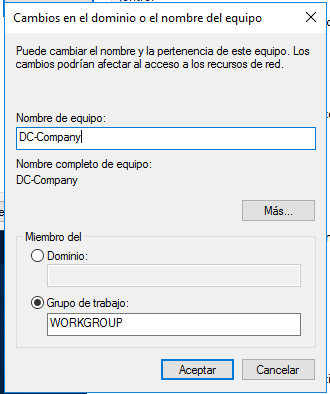 Cambios en el dominio o el nombre del equipo
Puede cambiar el nombre y la pertenencia de este equipo. Los
cambios podrían afectar al acceso a los recursos de red.
Nombre de equipo:
DC-Company
Nombre completo de equipo:
DC-Company
Más...
Miembro del
Dominio:
Grupo de trabajo:
WORKGROUP
Aceptar
Cancelar